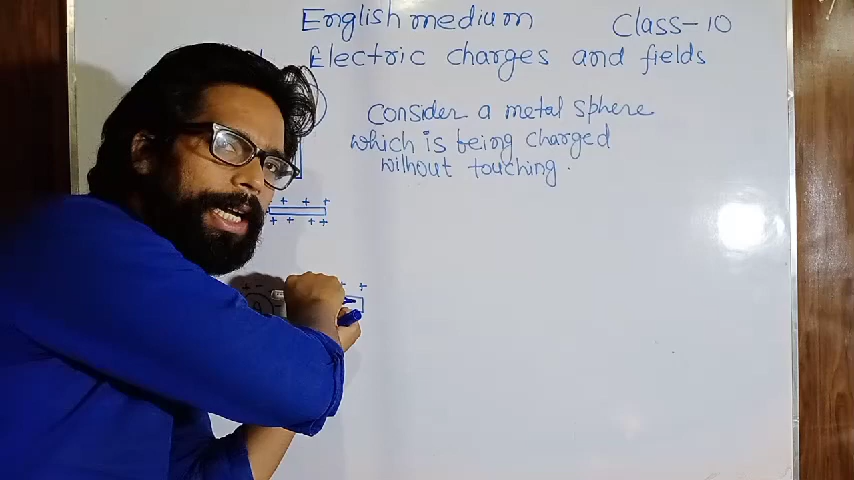 English medium
Class-10
Electric charges and fields
Consider a metal sphere
which is being charged
without touching.
+ + +
+ + + +
+ -
+